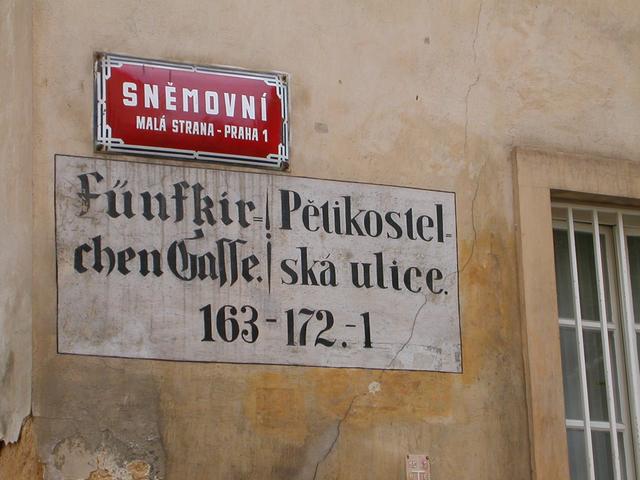 SNĚMOVNÍ
MALÁ STRANA - PRAHA 1
Fünfkir=
chen Gasse.
Pětikostel-
ská ulice.
163-172.-1